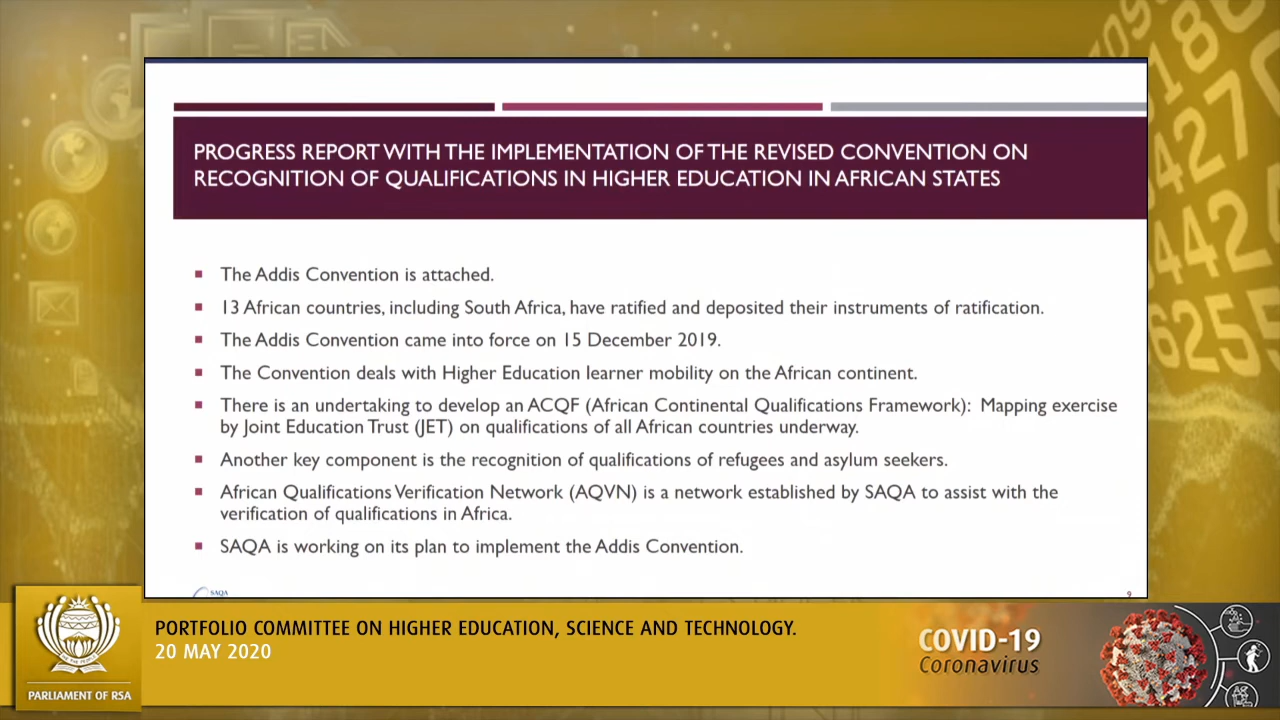 PROGRESS REPORT WITH THE IMPLEMENTATION OF THE REVISED CONVENTION ON
RECOGNITION OF QUALIFICATIONS IN HIGHER EDUCATION IN AFRICAN STATES
The Addis Convention is attached.
13 African countries, including South Africa, have ratified and deposited their instruments of ratification.
The Addis Convention came into force on 15 December 2019.
The Convention deals with Higher Education learner mobility on the African continent.
There is an undertaking to develop an ACQF (African Continental Qualifications Framework): Mapping exercise
by Joint Education Trust (JET) on qualifications of all African countries underway.
Another key component is the recognition of qualifications of refugees and asylum seekers.
African Qualifications Verification Network (AQVN) is a network established by SAQA to assist with the
verification of qualifications in Africa.
SAQA is working on its plan to implement the Addis Convention.
SAQA
9
PORTFOLIO COMMITTEE ON HIGHER EDUCATION, SCIENCE AND TECHNOLOGY.
20 MAY 2020
PARLIAMENT OF RSA
COVID-19
Coronavirus